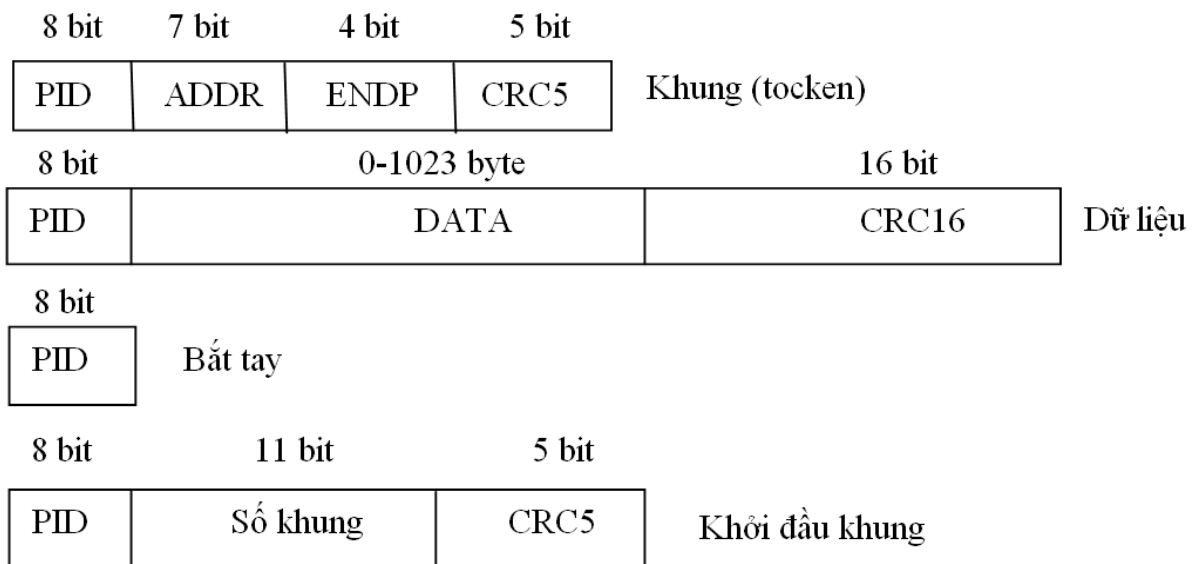 8 bit 7 bit 4 bit 5 bit
PID ADDR ENDP CRC5 Khung (tocken)
8 bit 0-1023 byte 16 bit
PID DATA CRC16 Dữ liệu
8 bit
PID Bắt tay
8 bit 11 bit 5 bit
PID Số khung CRC5 Khởi đầu khung